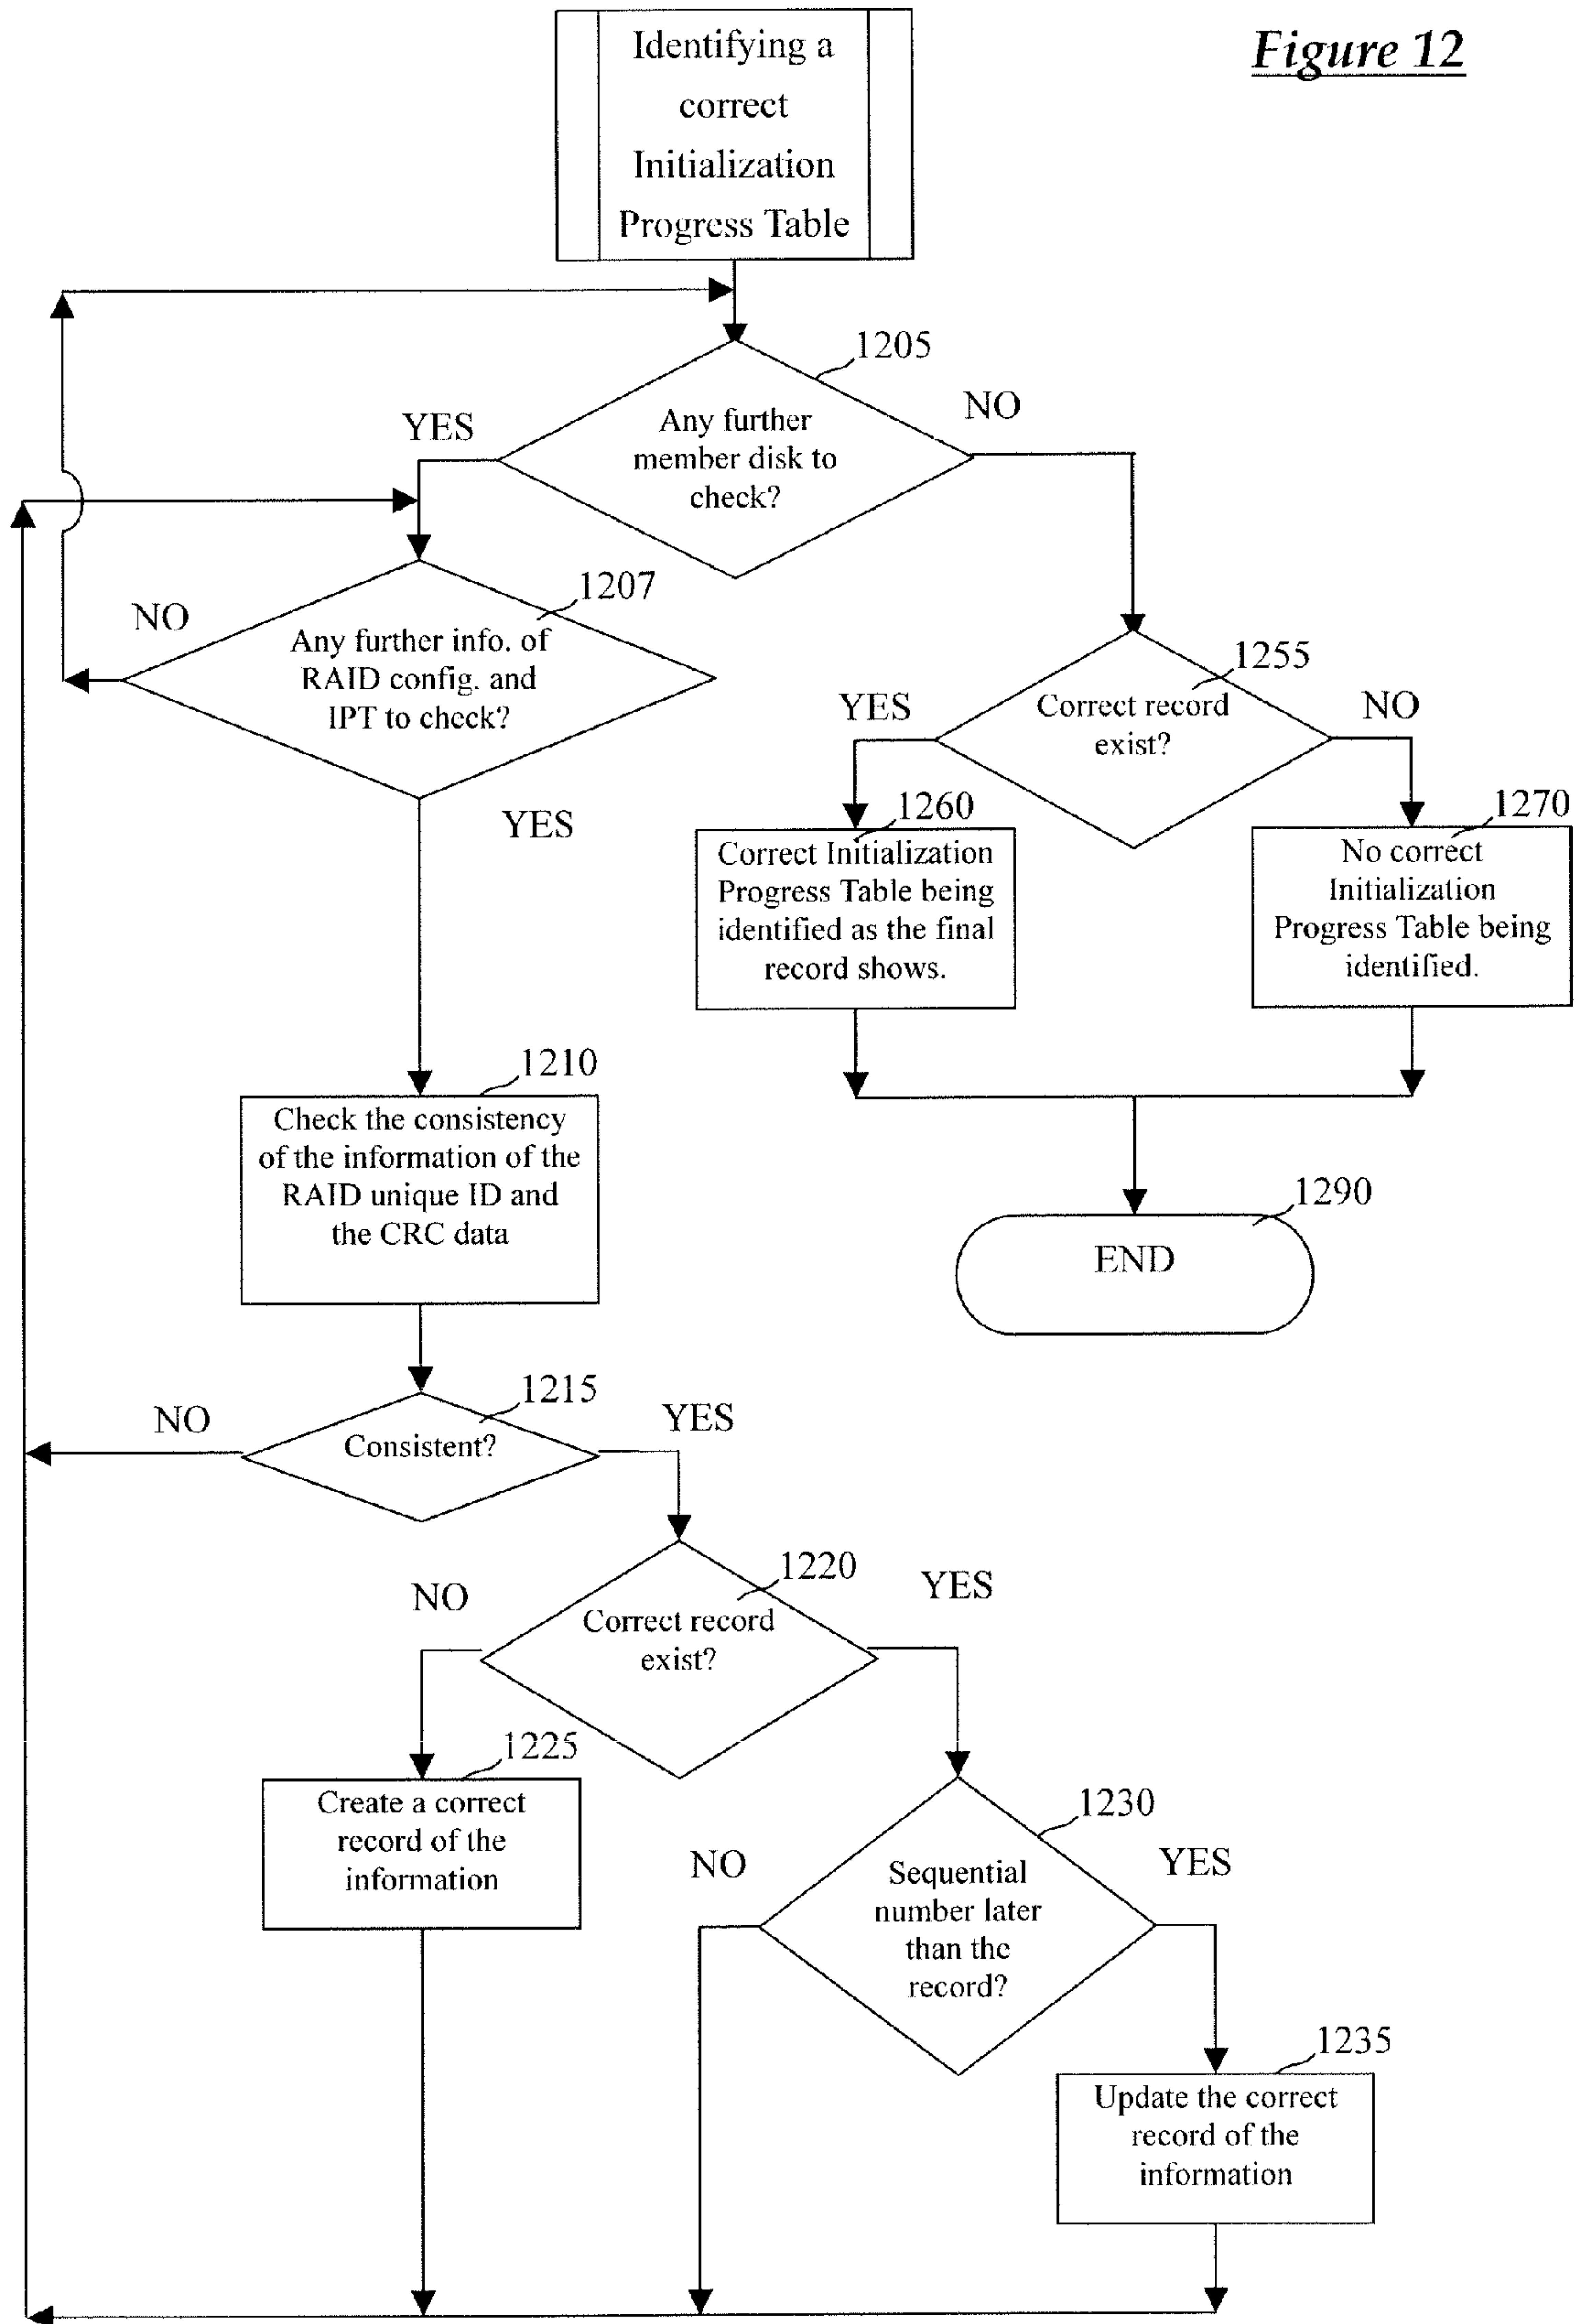 Identifying a
correct
Initialization
Progress Table
Figure 12
1205
Any further
member disk to
check?
YES
NO
1207
Any further info. of
RAID config. and
IPT to check?
NO
YES
1255
Correct record
exist?
YES
NO
1260
Correct Initialization
Progress Table being
identified as the final
record shows.
1270
No correct
Initialization
Progress Table being
identified.
1210
Check the consistency
of the information of the
RAID unique ID and
the CRC data
1290
END
1215
Consistent?
NO
YES
1220
Correct record
exist?
NO
YES
1225
Create a correct
record of the
information
1230
Sequential
number later
than the
record?
NO
YES
1235
Update the correct
record of the
information